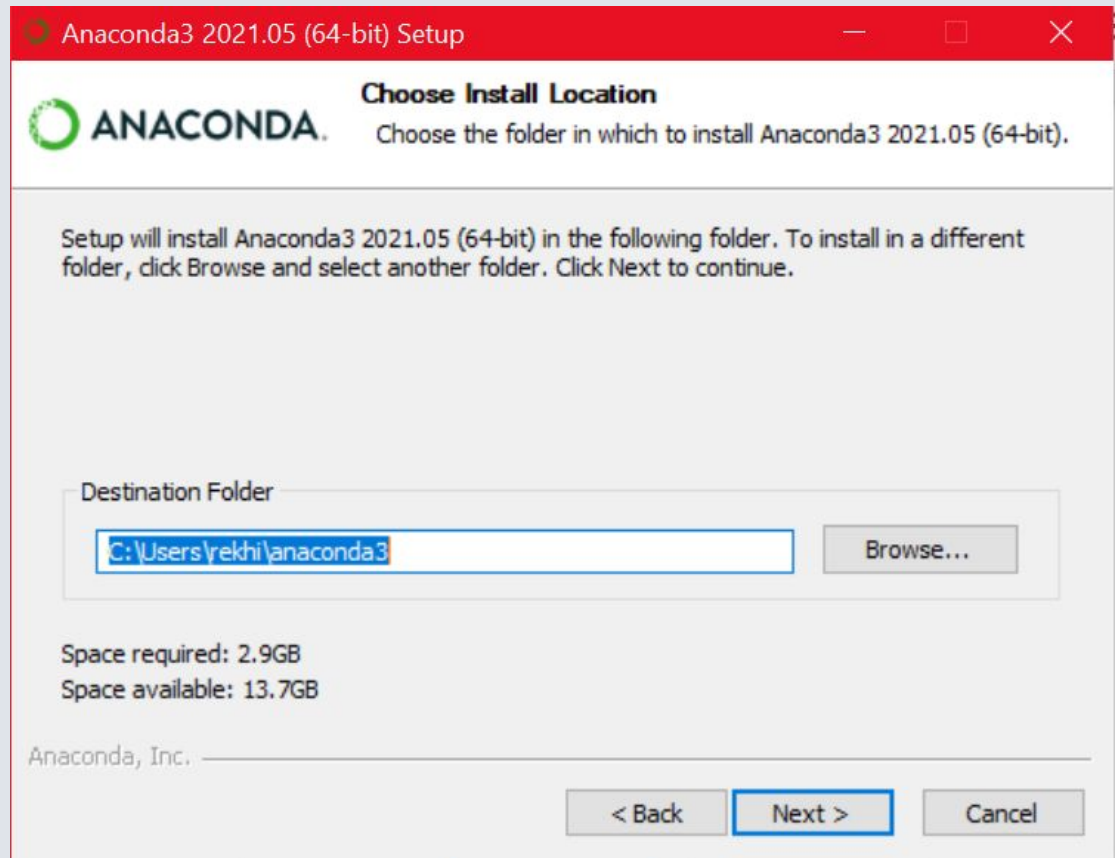 Anaconda3 2021.05 (64-bit) Setup
ANACONDA.
Choose Install Location
Choose the folder in which to install Anaconda3 2021.05 (64-bit).
Setup will install Anaconda3 2021.05 (64-bit) in the following folder. To install in a different
folder, click Browse and select another folder. Click Next to continue.
Destination Folder
C:\Users\rekhi\anaconda3
Browse...
Space required: 2.9GB
Space available: 13.7GB
Anaconda, Inc.
< Back
Next >
Cancel